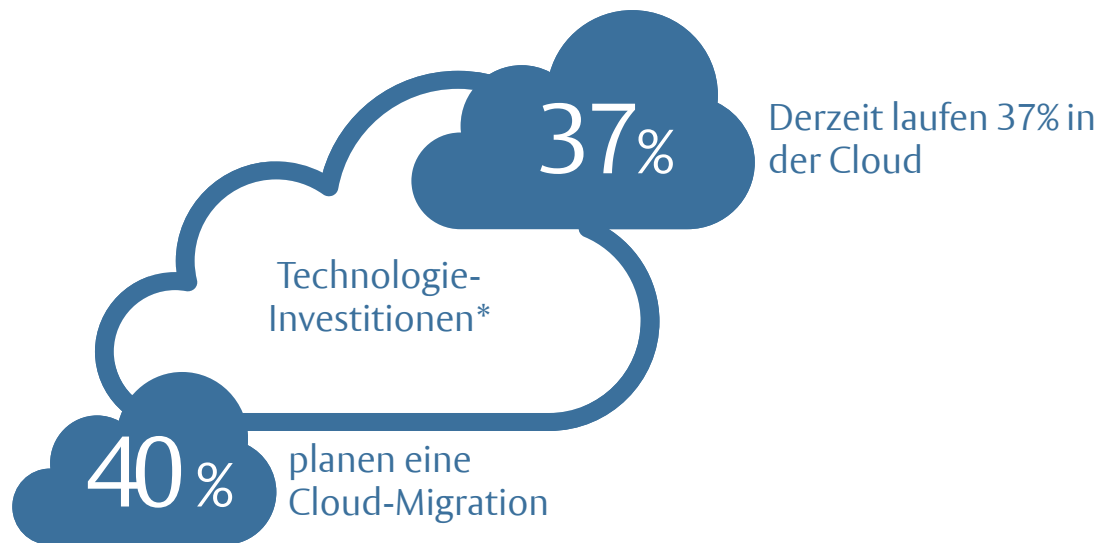 37%
Derzeit laufen 37% in
der Cloud
Technologie-
Investitionen*
40 %
planen eine
Cloud-Migration